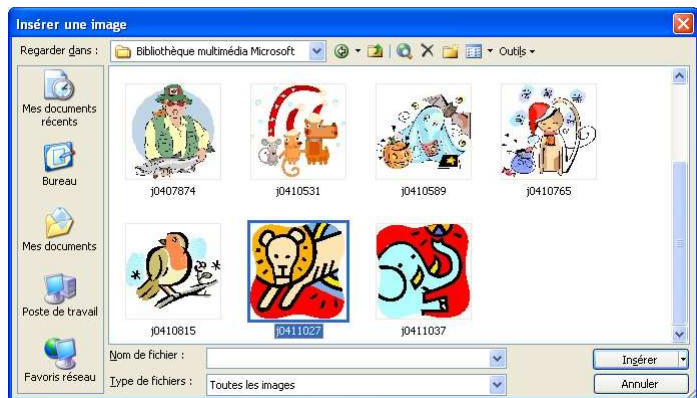 Insérer une image
Regarder dans :
Bibliothèque multimédia Microsoft
Outils
Mes documents
récents
Bureau
Mes documents
Poste de travail
Favoris réseau
j0407874
j0410531
j0410589
j0410765
j0410815
j0411027
j0411037
Nom de fichier :
Insérer
Type de fichiers :
Toutes les images
Annuler